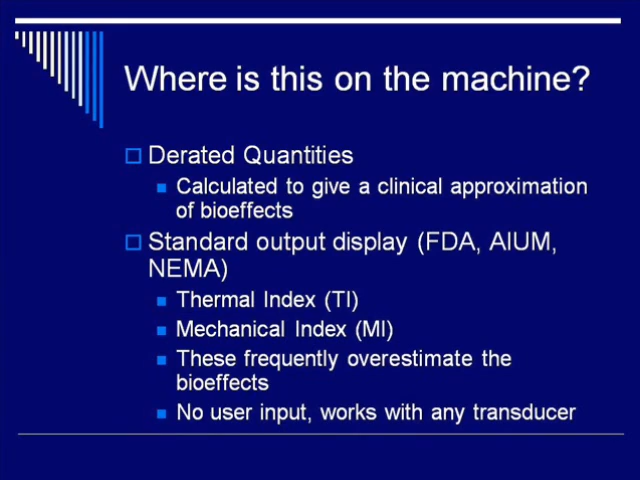 Where is this on the machine?
Derated Quantities
Calculated to give a clinical approximation
of bioeffects
Standard output display (FDA, AIUM,
NEMA)
Thermal Index (TI)
Mechanical Index (MI)
These frequently overestimate the
bioeffects
No user input, works with any transducer